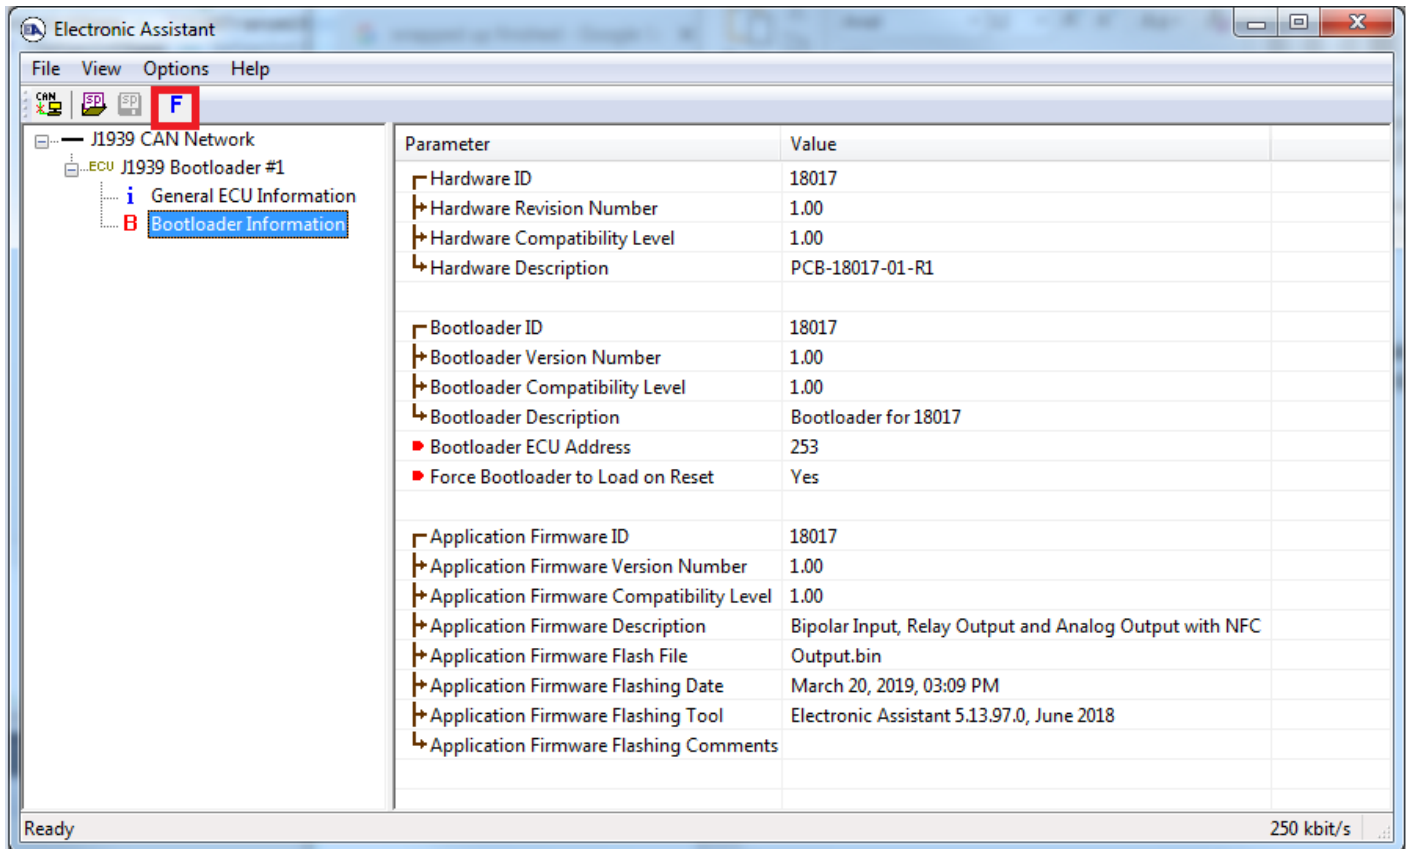 Electronic Assistant
File View Options Help
CAN SP SP F
J1939 CAN Network
ECU J1939 Bootloader #1
i General ECU Information
B Bootloader Information
Parameter Value
Hardware ID 18017
Hardware Revision Number 1.00
Hardware Compatibility Level 1.00
Hardware Description PCB-18017-01-R1
Bootloader ID 18017
Bootloader Version Number 1.00
Bootloader Compatibility Level 1.00
Bootloader Description Bootloader for 18017
Bootloader ECU Address 253
Force Bootloader to Load on Reset Yes
Application Firmware ID 18017
Application Firmware Version Number 1.00
Application Firmware Compatibility Level 1.00
Application Firmware Description Bipolar Input, Relay Output and Analog Output with NFC
Application Firmware Flash File Output.bin
Application Firmware Flashing Date March 20, 2019, 03:09 PM
Application Firmware Flashing Tool Electronic Assistant 5.13.97.0, June 2018
Application Firmware Flashing Comments
Ready 250 kbit/s